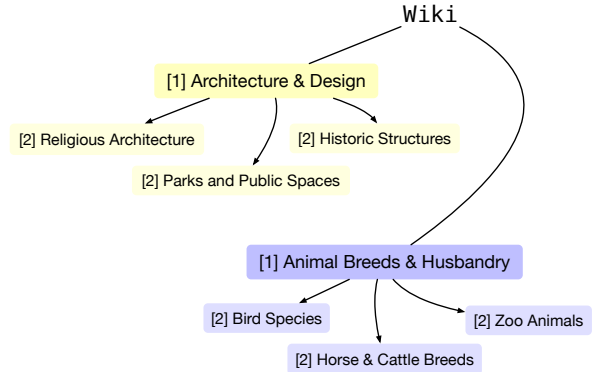 Wiki
[1] Architecture & Design
[2] Religious Architecture
[2] Historic Structures
[2] Parks and Public Spaces
[1] Animal Breeds & Husbandry
[2] Bird Species
[2] Zoo Animals
[2] Horse & Cattle Breeds